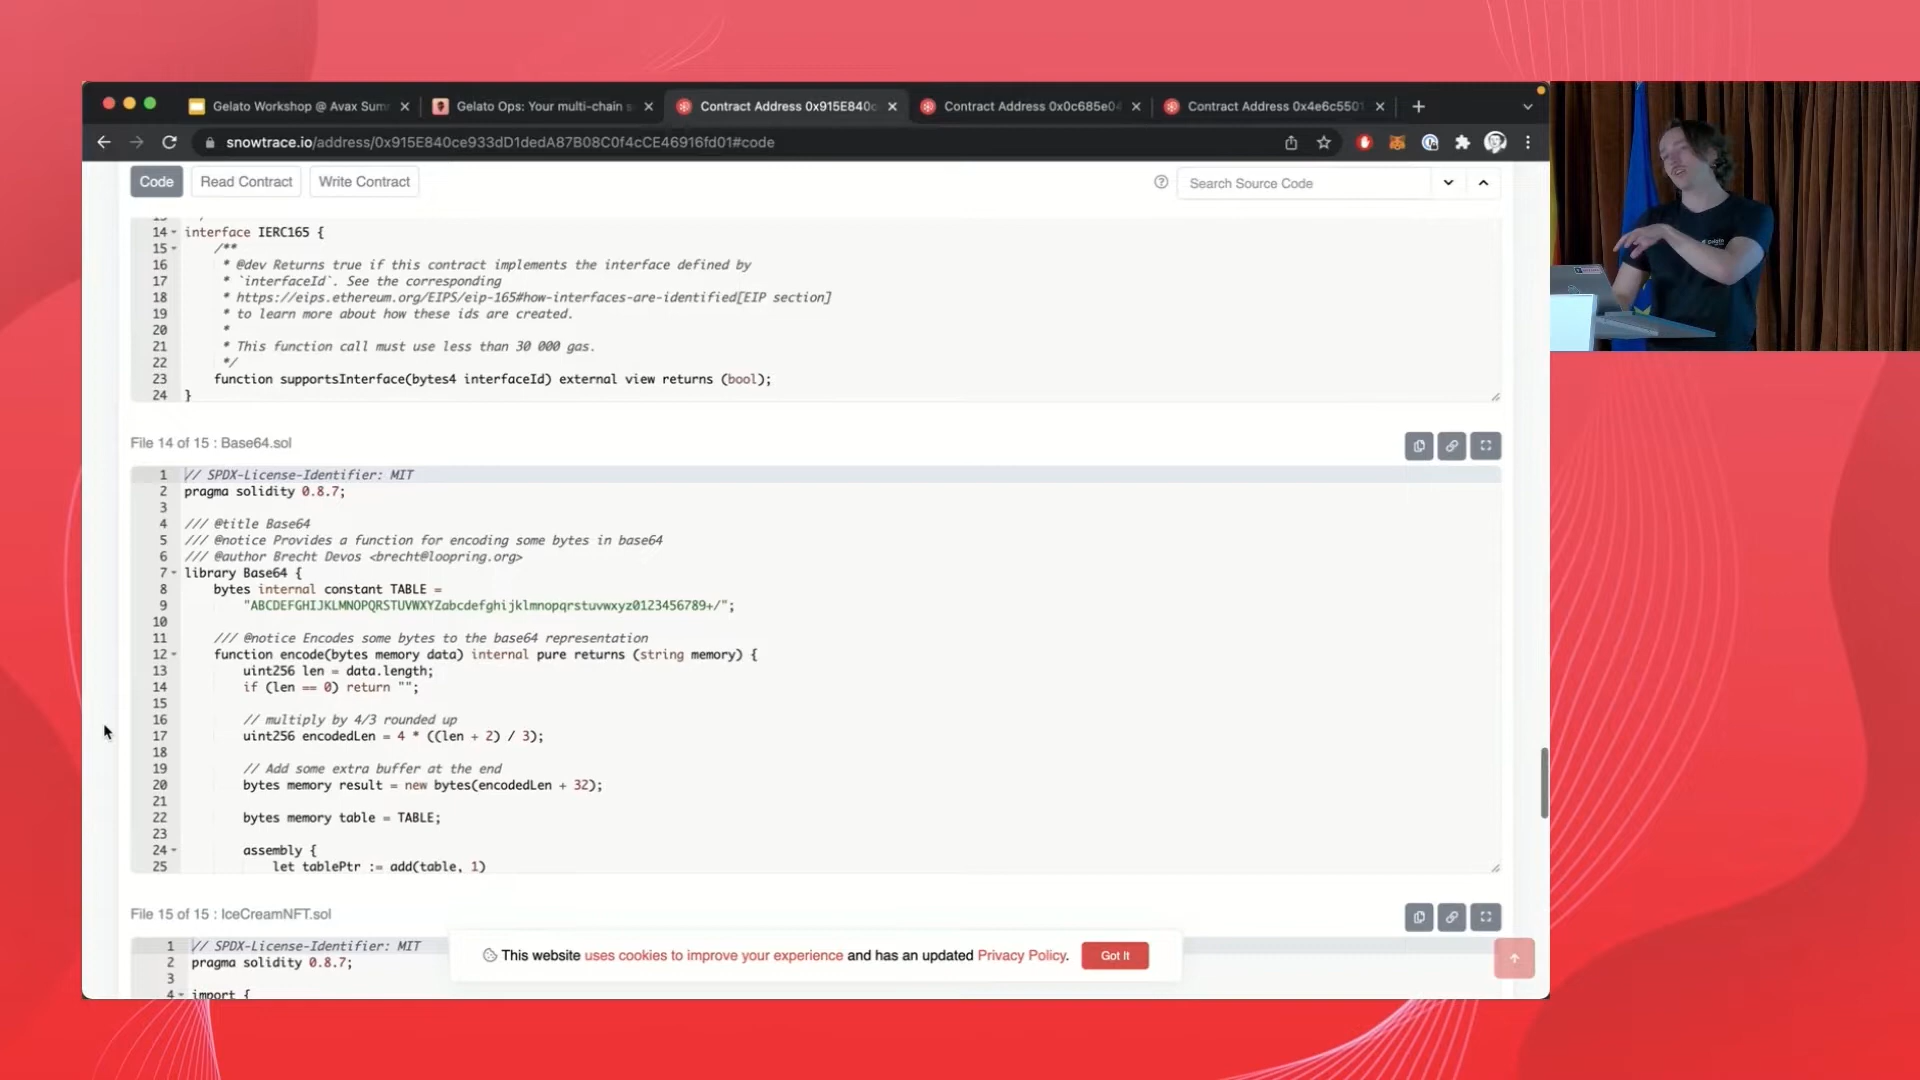 Gelato Workshop @ Avax Sum
Gelato Ops: Your multi-chain s
Contract Address 0x915E840c
Contract Address 0x0c685e04
Contract Address 0x4e6c5501
snowtrace.io/address/0x915E840ce933dD1dedA87B08C0f4cCE46916fd01#code
Code
Read Contract
Write Contract
Search Source Code
14 interface IERC165 {
15 /**
16 * @dev Returns true if this contract implements the interface defined by
17 * `interfaceId`. See the corresponding
18 * https://eips.ethereum.org/EIPS/eip-165#how-interfaces-are-identified[EIP section]
19 * to learn more about how these ids are created.
20 *
21 * This function call must use less than 30 000 gas.
22 */
23 function supportsInterface(bytes4 interfaceId) external view returns (bool);
24 }
File 14 of 15 : Base64.sol
1 // SPDX-License-Identifier: MIT
2 pragma solidity 0.8.7;
3
4 /// @title Base64
5 /// @notice Provides a function for encoding some bytes in base64
6 /// @author Brecht Devos <brecht@loopring.org>
7 library Base64 {
8 bytes internal constant TABLE =
9 "ABCDEFGHIJKLMNOPQRSTUVWXYZabcdefghijklmnopqrstuvwxyz0123456789+/";
10
11 /// @notice Encodes some bytes to the base64 representation
12 function encode(bytes memory data) internal pure returns (string memory) {
13 uint256 len = data.length;
14 if (len == 0) return "";
15
16 // multiply by 4/3 rounded up
17 uint256 encodedLen = 4 * ((len + 2) / 3);
18
19 // Add some extra buffer at the end
20 bytes memory result = new bytes(encodedLen + 32);
21
22 bytes memory table = TABLE;
23
24 assembly {
25 let tablePtr := add(table, 1)
File 15 of 15 : IceCreamNFT.sol
1 // SPDX-License-Identifier: MIT
2 pragma solidity 0.8.7;
3
4 import {
This website uses cookies to improve your experience and has an updated Privacy Policy.
Got It